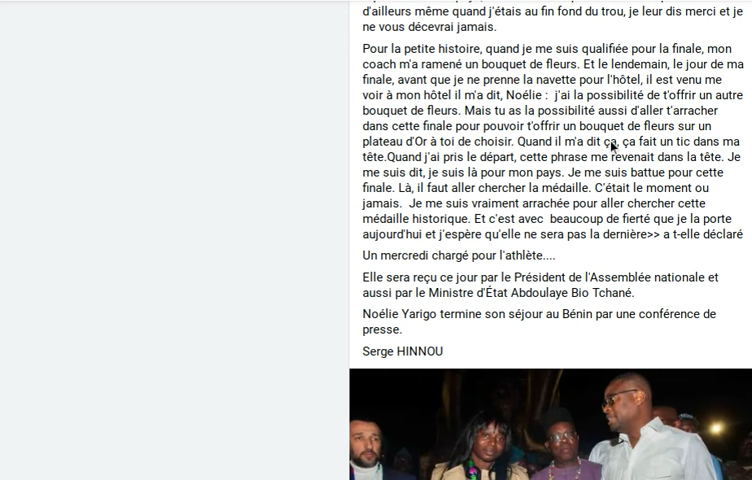 d'ailleurs même quand j'étais au fin fond du trou, je leur dis merci et je
ne vous décevrai jamais.
Pour la petite histoire, quand je me suis qualifiée pour la finale, mon
coach m'a ramené un bouquet de fleurs. Et le lendemain, le jour de ma
finale, avant que je ne prenne la navette pour l'hôtel, il est venu me
voir à mon hôtel il m'a dit, Noélie :  j'ai la possibilité de t'offrir un autre
bouquet de fleurs. Mais tu as la possibilité aussi d'aller t'arracher
dans cette finale pour pouvoir t'offrir un bouquet de fleurs sur un
plateau d'Or à toi de choisir. Quand il m'a dit ça, ça fait un tic dans ma
tête.Quand j'ai pris le départ, cette phrase me revenait dans la tête. Je
me suis dit, je suis là pour mon pays. Je me suis battue pour cette
finale. Là, il faut aller chercher la médaille. C'était le moment ou
jamais.  Je me suis vraiment arrachée pour aller chercher cette
médaille historique. Et c'est avec  beaucoup de fierté que je la porte
aujourd'hui et j'espère qu'elle ne sera pas la dernière>> a t-elle déclaré
Un mercredi chargé pour l'athlète....
Elle sera reçu ce jour par le Président de l'Assemblée nationale et
aussi par le Ministre d'État Abdoulaye Bio Tchané.
Noélie Yarigo termine son séjour au Bénin par une conférence de
presse.
Serge HINNOU